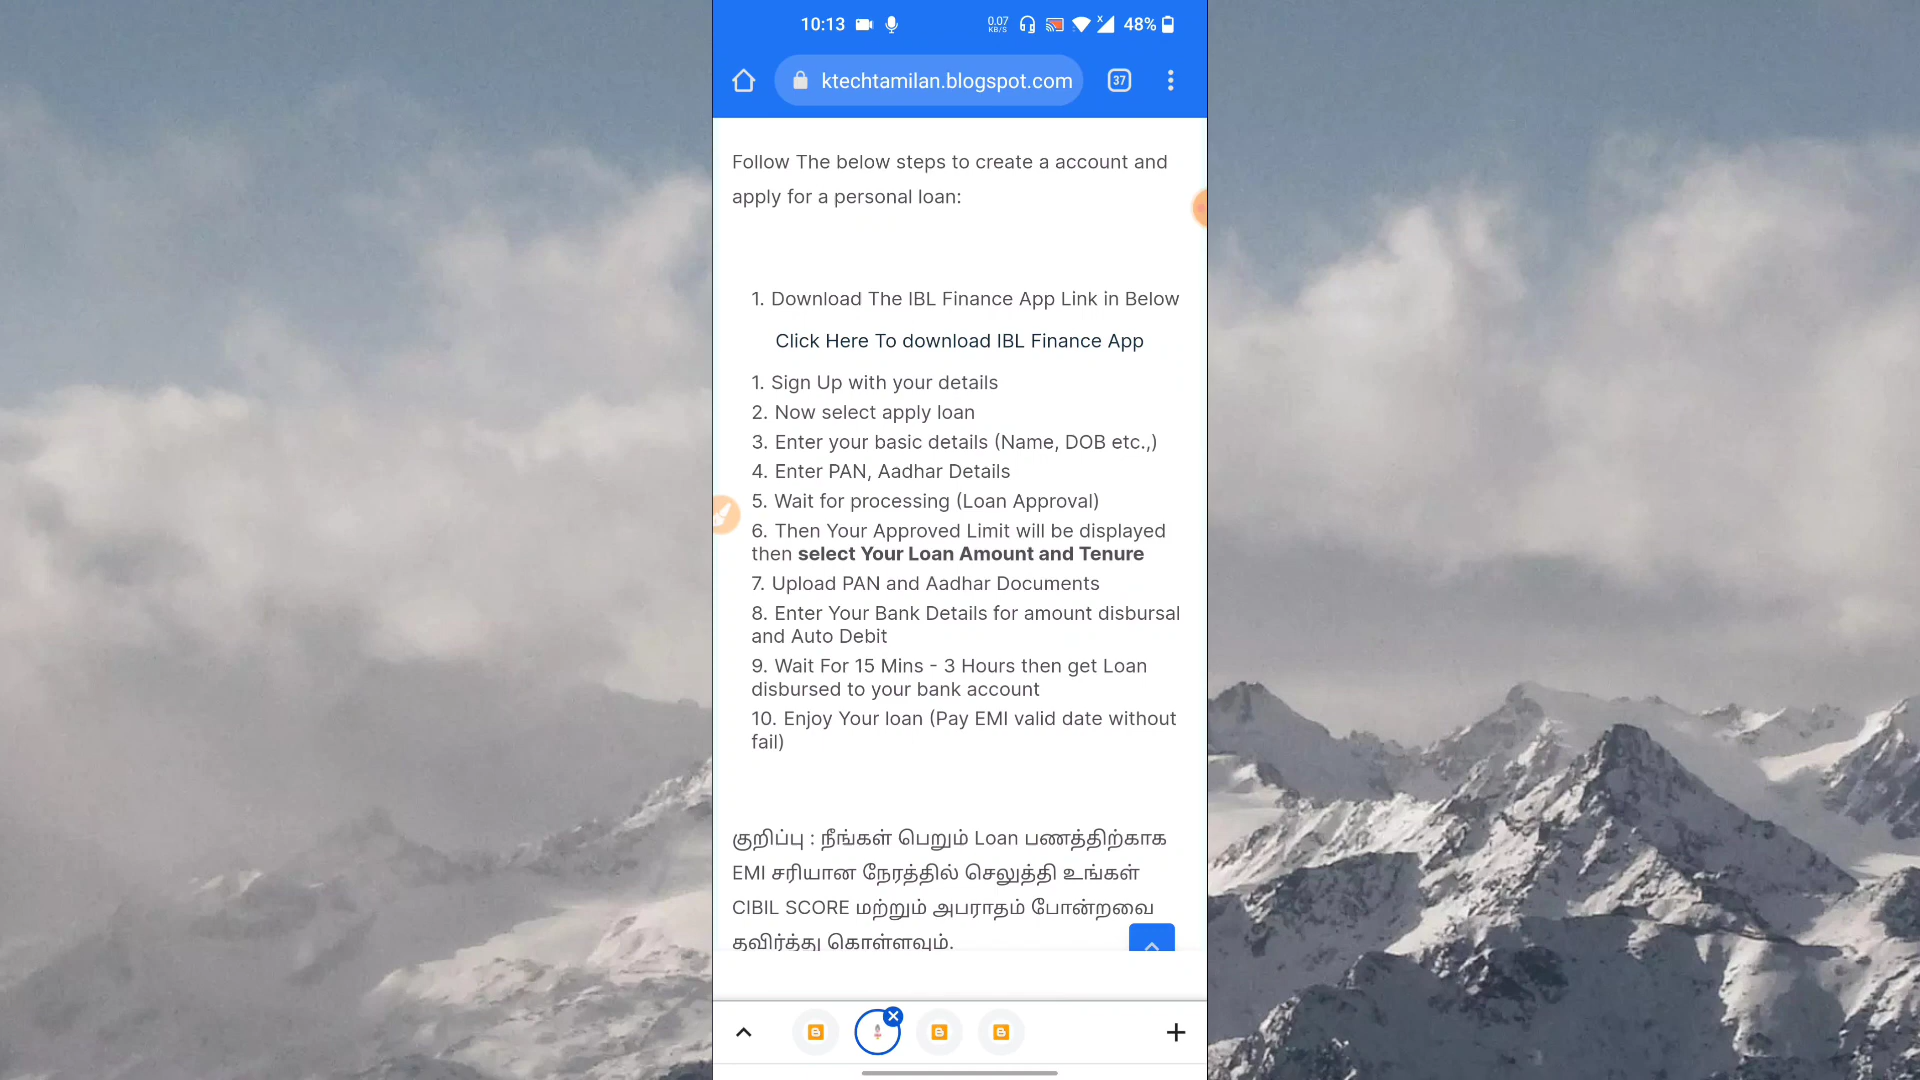 10:13
0.07
KB/S
48%
ktechtamilan.blogspot.com
37
Follow The below steps to create a account and
apply for a personal loan:
1. Download The IBL Finance App Link in Below
Click Here To download IBL Finance App
1. Sign Up with your details
2. Now select apply loan
3. Enter your basic details (Name, DOB etc.,)
4. Enter PAN, Aadhar Details
5. Wait for processing (Loan Approval)
6. Then Your Approved Limit will be displayed
then select Your Loan Amount and Tenure
7. Upload PAN and Aadhar Documents
8. Enter Your Bank Details for amount disbursal
and Auto Debit
9. Wait For 15 Mins - 3 Hours then get Loan
disbursed to your bank account
10. Enjoy Your loan (Pay EMI valid date without
fail)
குறிப்பு : நீங்கள் பெறும் Loan பணத்திற்காக
EMI சரியான நேரத்தில் செலுத்தி உங்கள்
CIBIL SCORE மற்றும் அபராதம் போன்றவை
தவிர்த்து கொள்ளவும்.